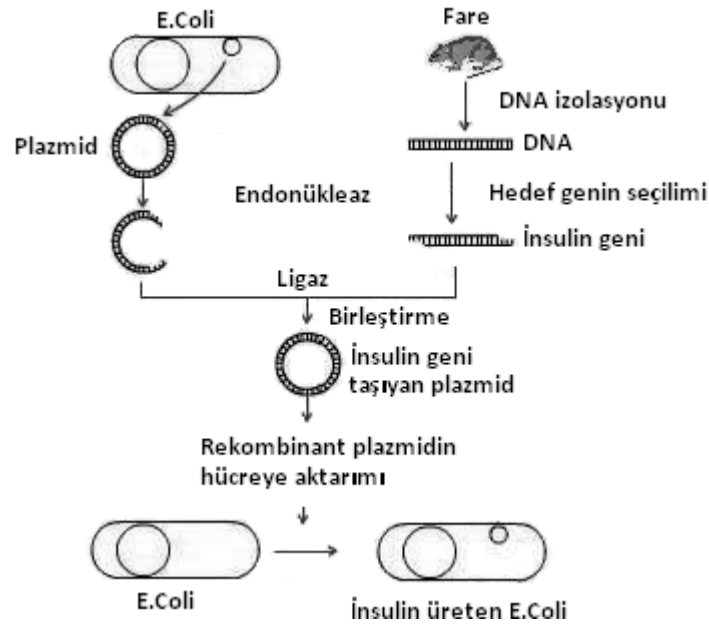 E.Coli
Fare
DNA izolasyonu
Plazmid
DNA
Endonükleaz
Hedef genin seçilimi
İnsulin geni
Ligaz
Birleştirme
İnsulin geni
taşıyan plazmid
Rekombinant plazmidin
hücreye aktarımı
E.Coli
İnsulin üreten E.Coli